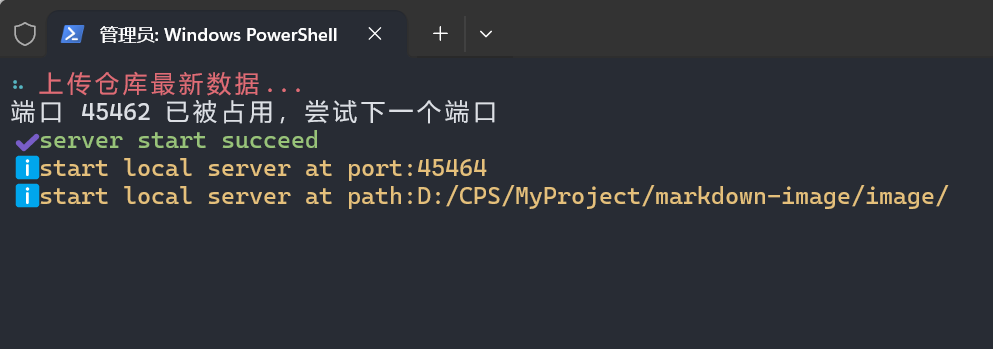 管理员: Windows PowerShell
上传仓库最新数据...
端口 45462 已被占用，尝试下一个端口
✔server start succeed
ℹstart local server at port:45464
ℹstart local server at path:D:/CPS/MyProject/markdown-image/image/